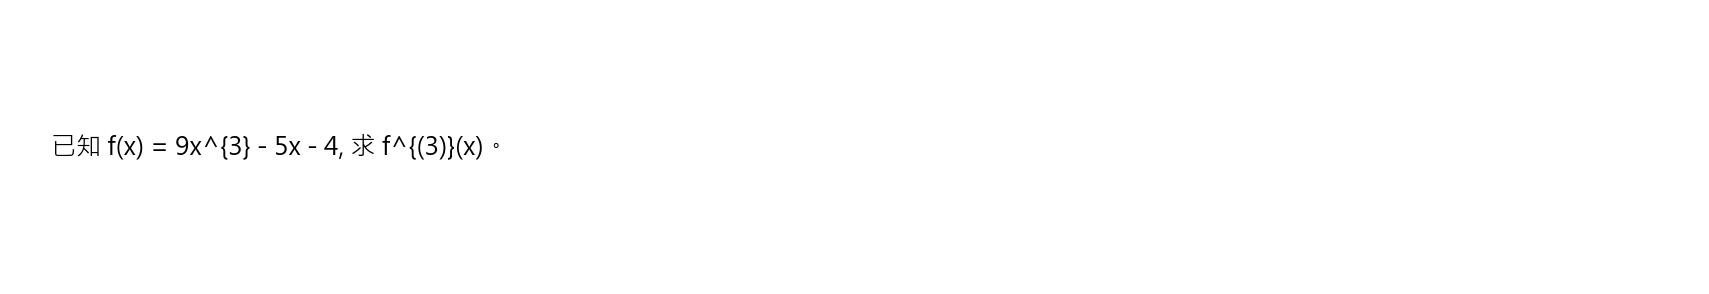 已知 f(x) = 9x^{3} - 5x - 4, 求 f^{(3)}(x)。